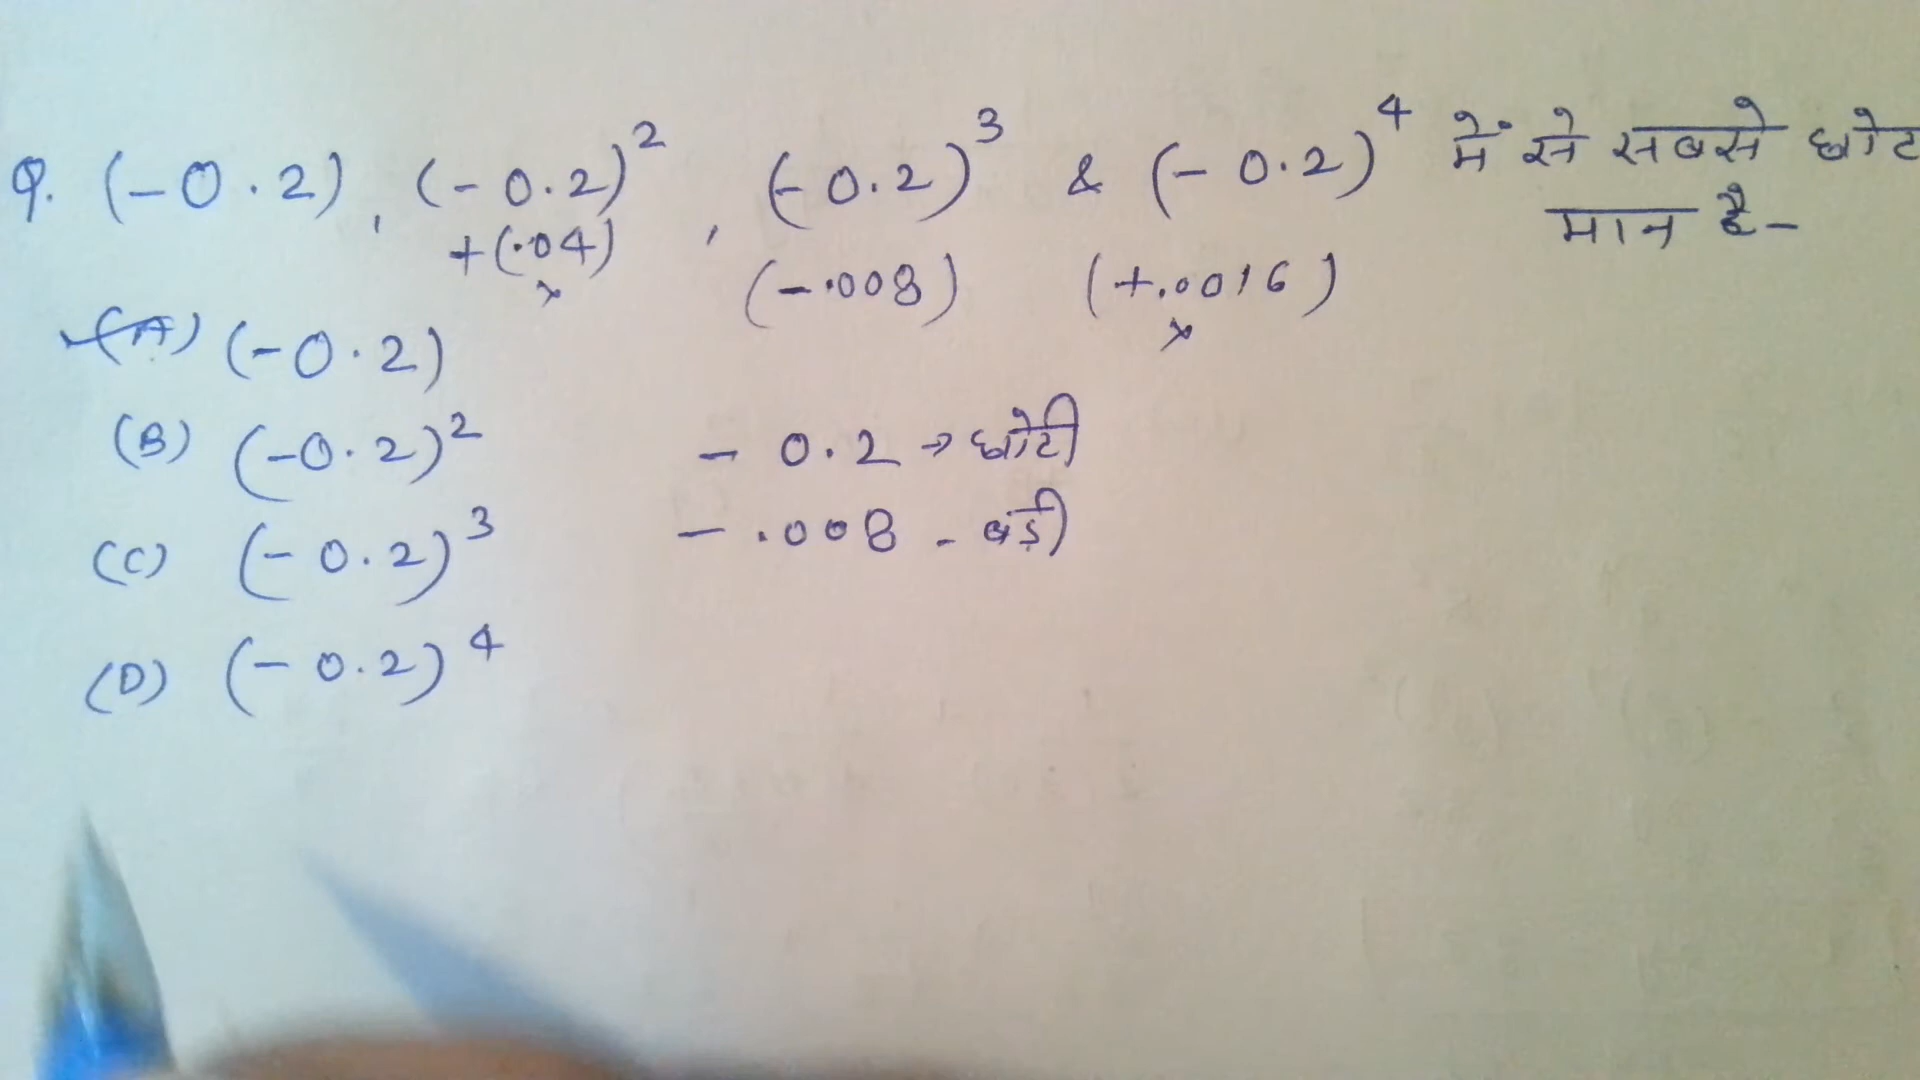 Q. (-0.2), (-0.2)², (-0.2)³ & (-0.2)⁴ में से सबसे छोट
मान है-
+(.04) (-.008) (+.0016)
x x
(A) (-0.2)
(B) (-0.2)² - 0.2 → छोटी
(C) (-0.2)³ - .008 - बड़ी
(D) (-0.2)⁴